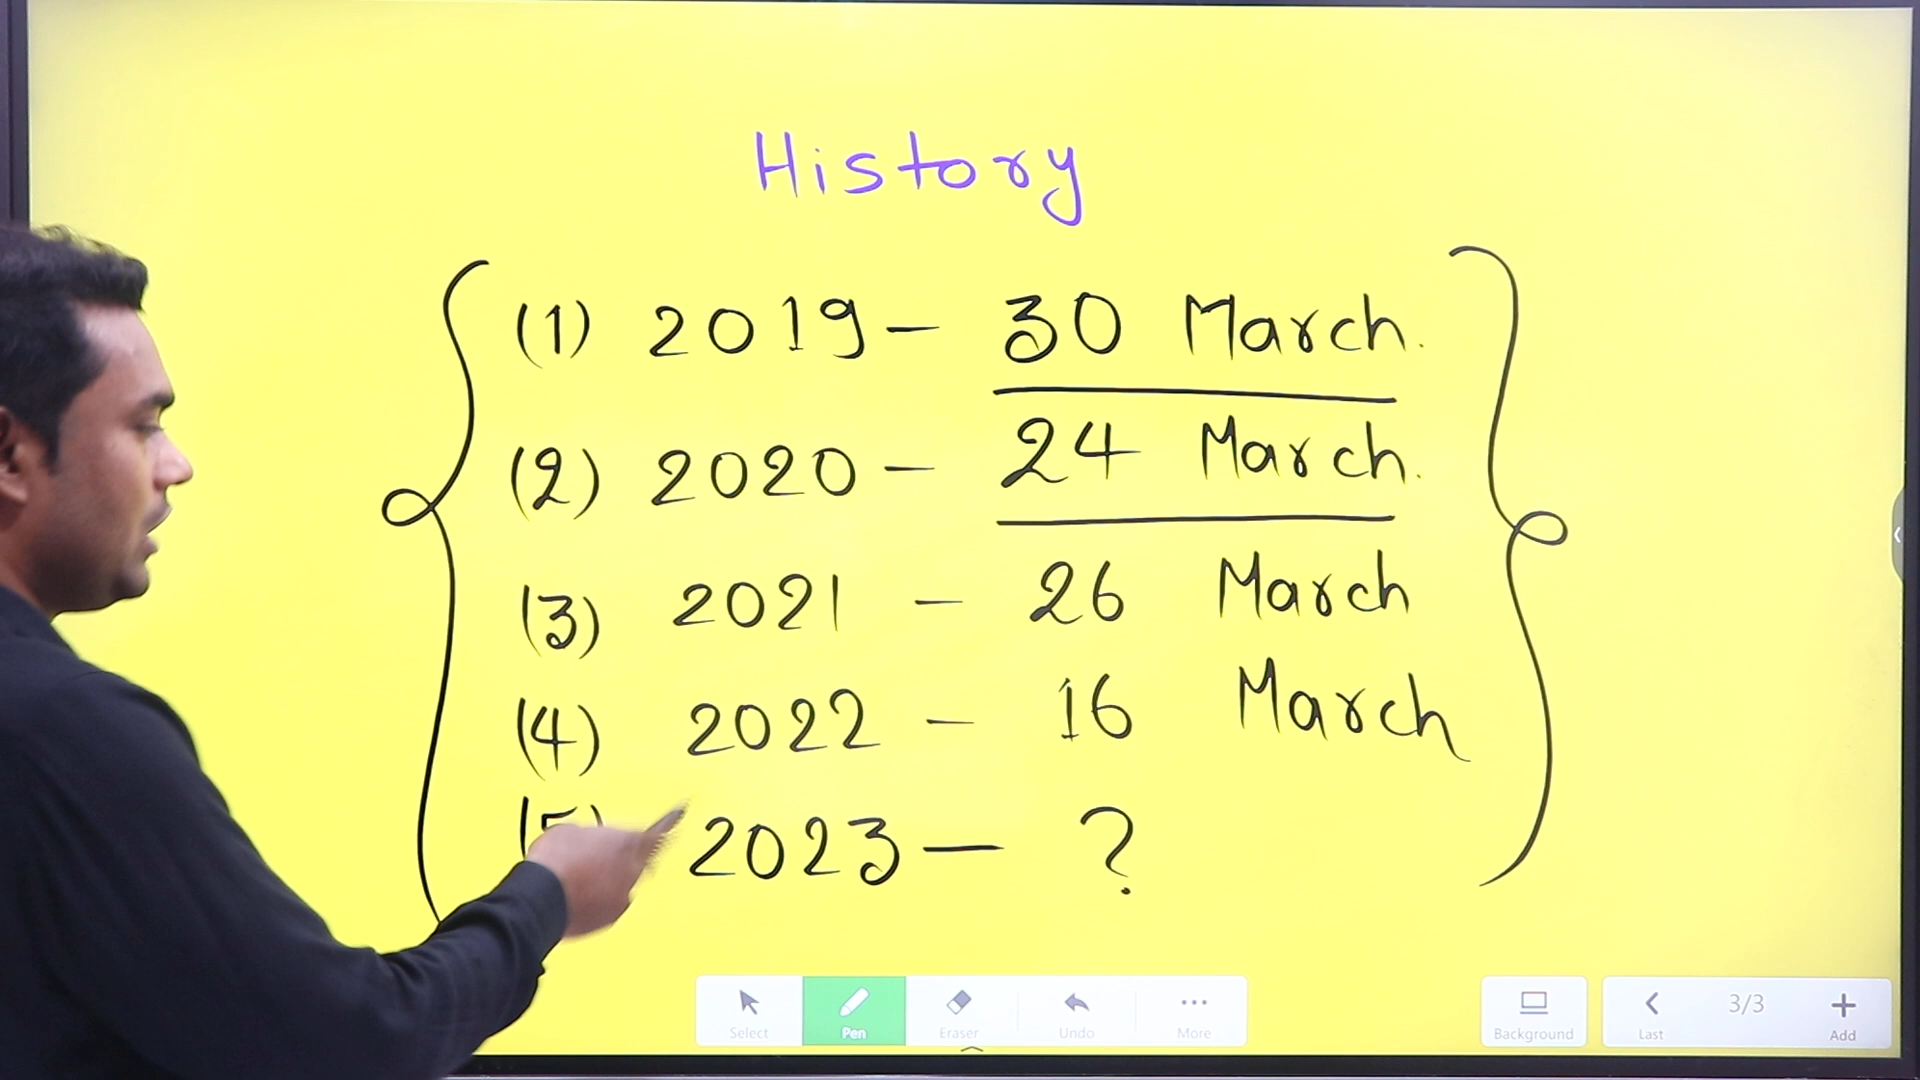 History
(1) 2019 - 30 March.
(2) 2020 - 24 March.
(3) 2021 - 26 March
(4) 2022 - 16 March
(5) 2023 - ?
Select Pen Eraser Undo More Background Last 3/3 Add